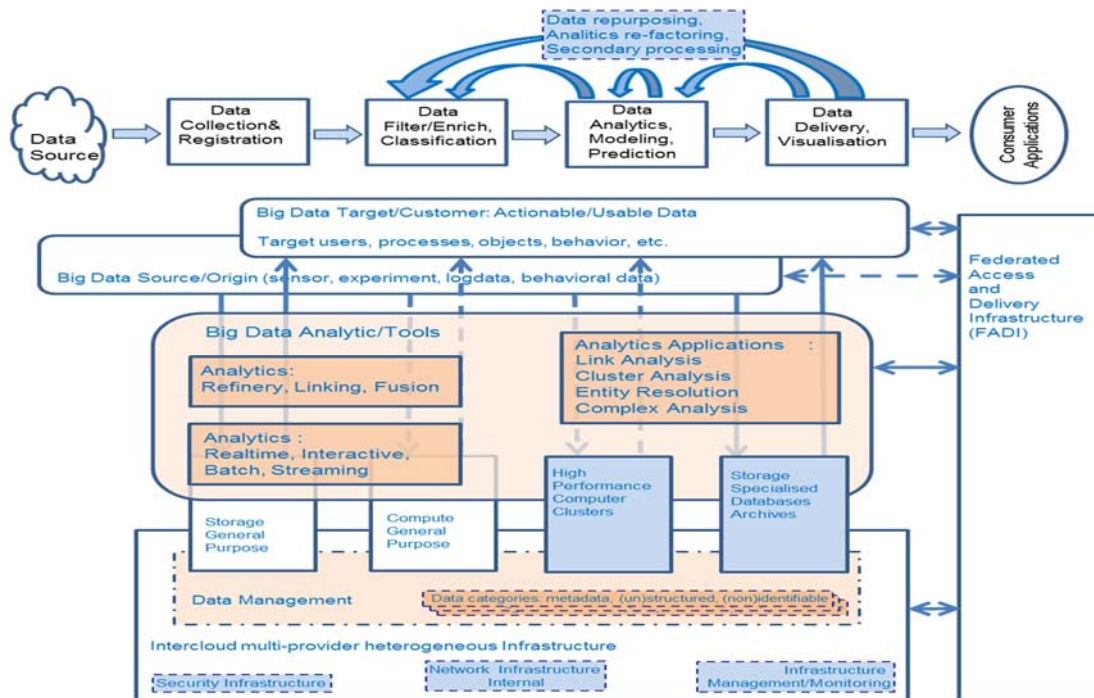 Data repurposing,
Analitics re-factoring,
Secondary processing
Data
Source
Data
Collection&
Registration
Data
Filter/Enrich,
Classification
Data
Analytics,
Modeling,
Prediction
Data
Delivery,
Visualisation
Consumer
Applications
Big Data Target/Customer: Actionable/Usable Data
Target users, processes, objects, behavior, etc.
Big Data Source/Origin (sensor, experiment, logdata, behavioral data)
Federated
Access
and
Delivery
Infrastructure
(FADI)
Big Data Analytic/Tools
Analytics:
Refinery, Linking, Fusion
Analytics Applications :
Link Analysis
Cluster Analysis
Entity Resolution
Complex Analysis
Analytics :
Realtime, Interactive,
Batch, Streaming
Storage
General
Purpose
Compute
General
Purpose
High
Performance
Computer
Clusters
Storage
Specialised
Databases
Archives
Data Management
Data categories: metadata, (un)structured, (non)identifiable
Intercloud multi-provider heterogeneous Infrastructure
Security Infrastructure
Network Infrastructure
Internal
Infrastructure
Management/Monitoring